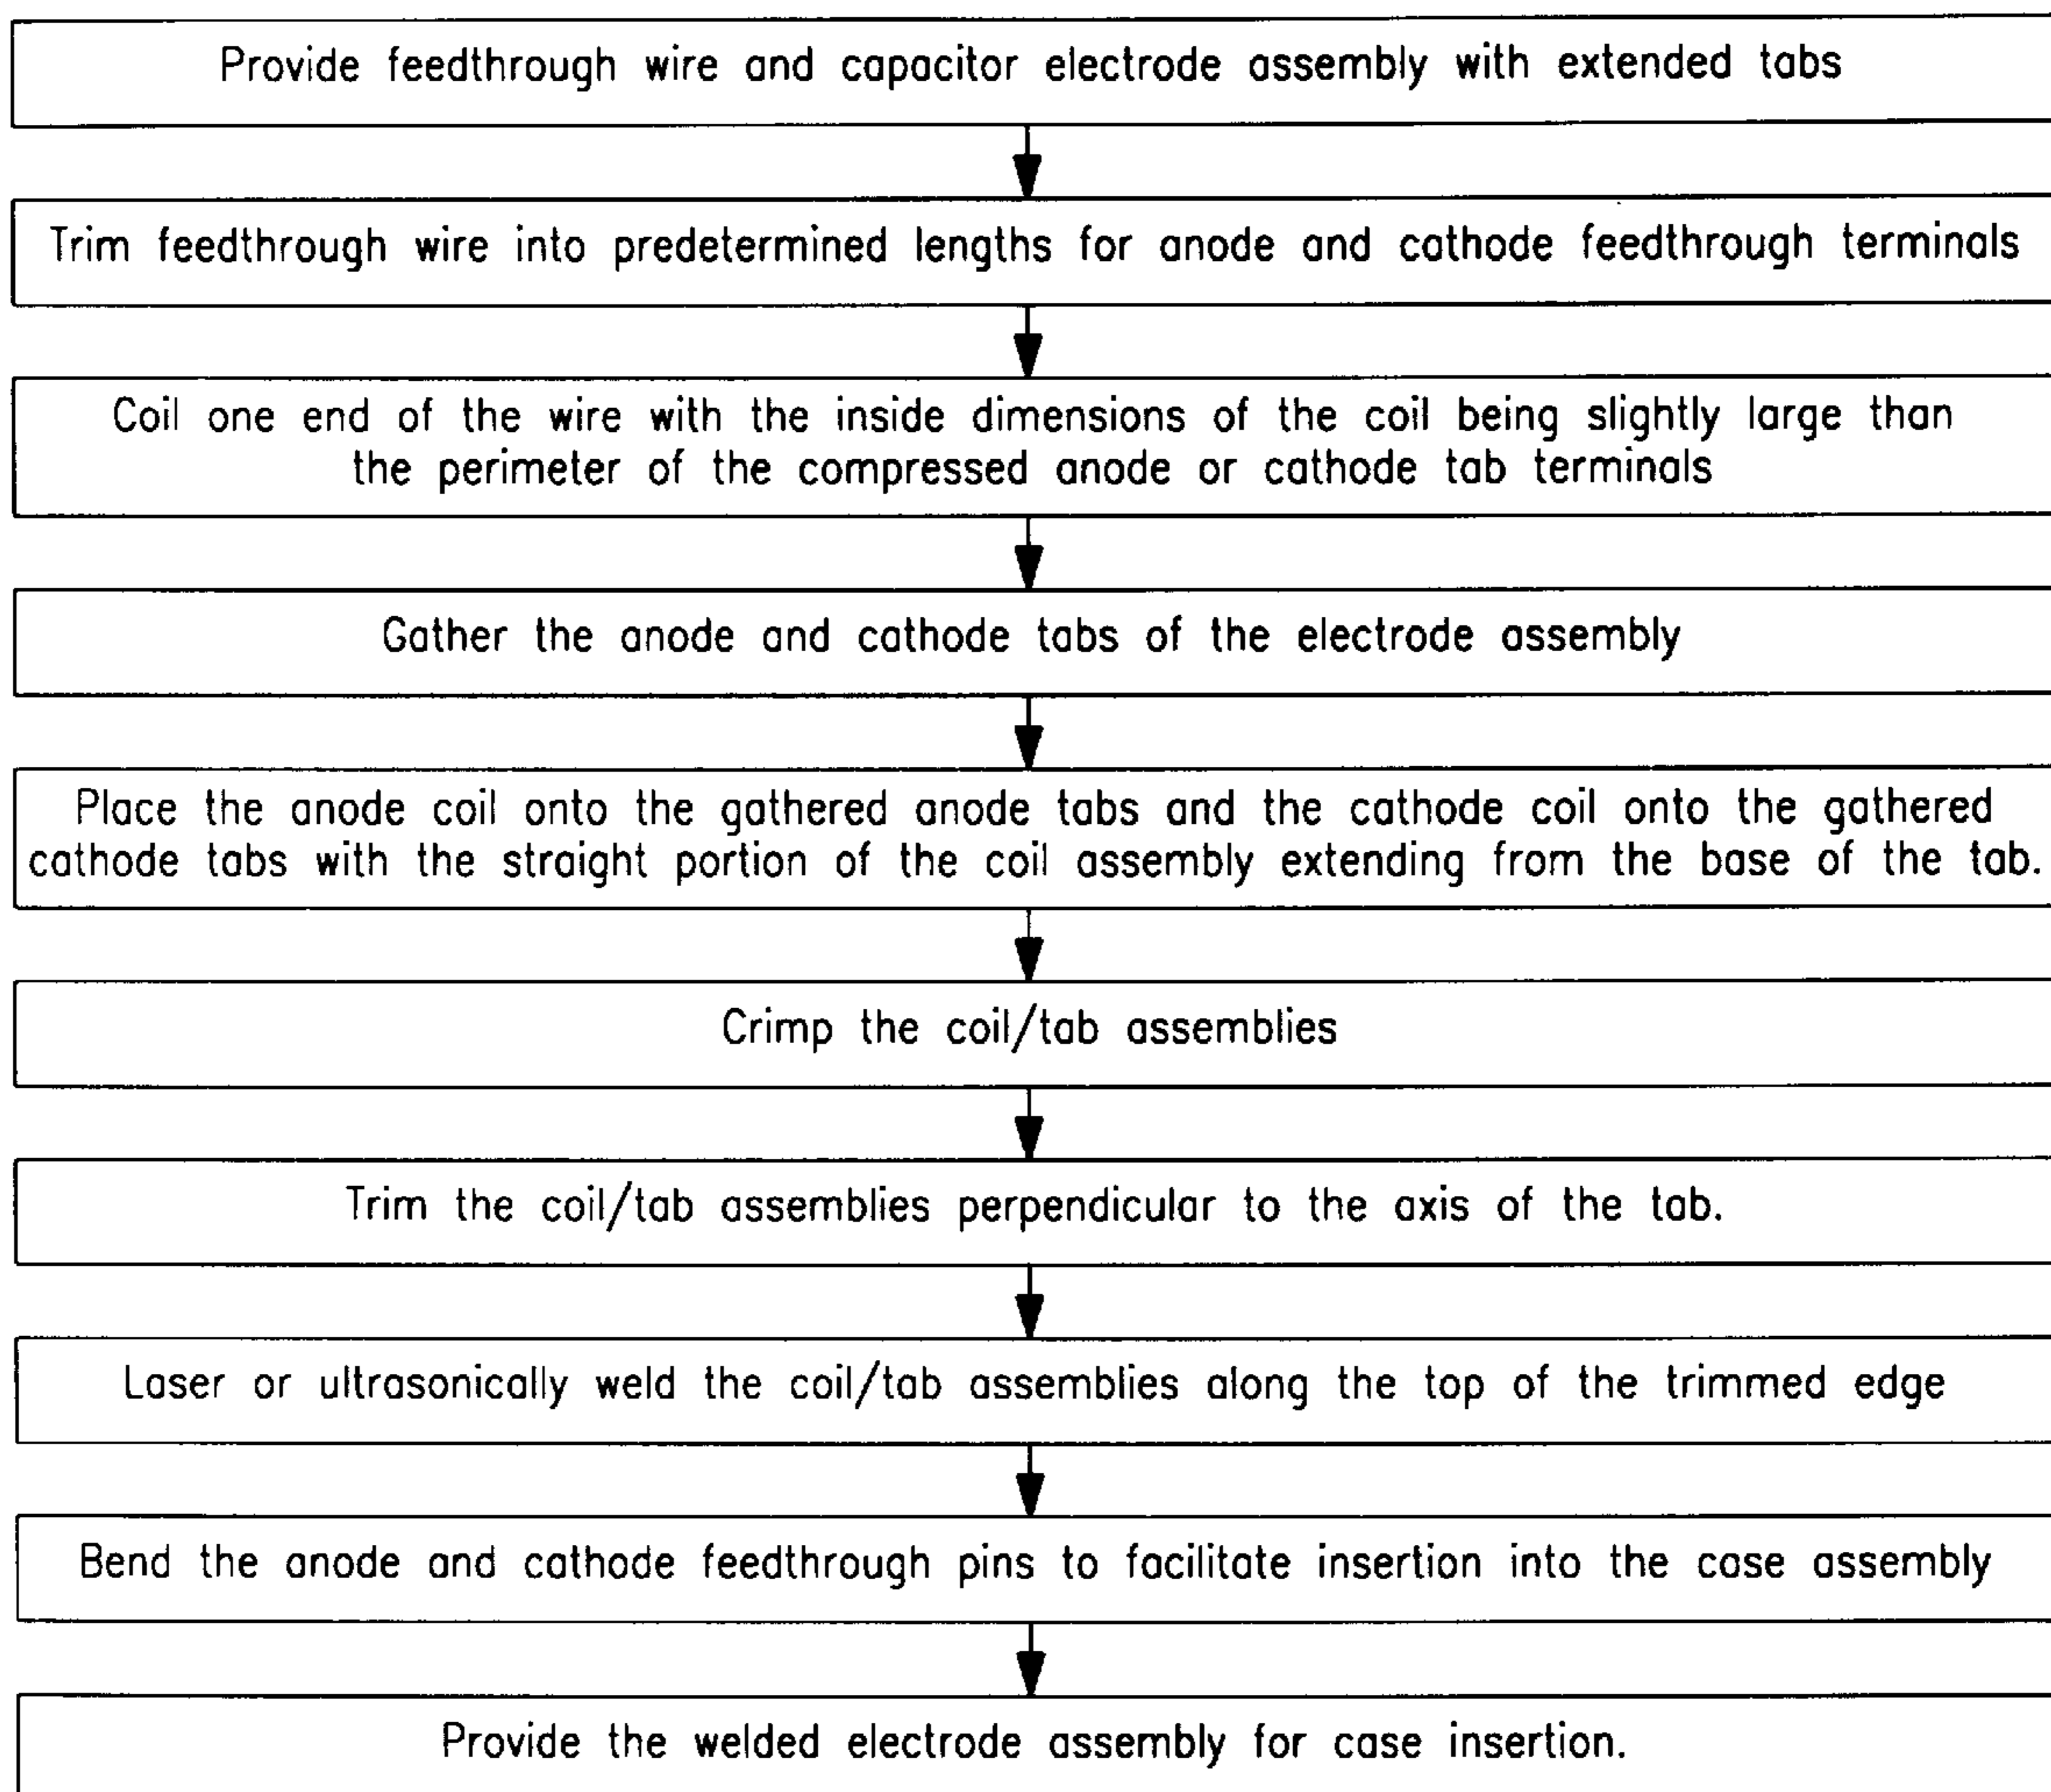 Provide feedthrough wire and capacitor electrode assembly with extended tabs
Trim feedthrough wire into predetermined lengths for anode and cathode feedthrough terminals
Coil one end of the wire with the inside dimensions of the coil being slightly large than
the perimeter of the compressed anode or cathode tab terminals
Gather the anode and cathode tabs of the electrode assembly
Place the anode coil onto the gathered anode tabs and the cathode coil onto the gathered
cathode tabs with the straight portion of the coil assembly extending from the base of the tab.
Crimp the coil/tab assemblies
Trim the coil/tab assemblies perpendicular to the axis of the tab.
Laser or ultrasonically weld the coil/tab assemblies along the top of the trimmed edge
Bend the anode and cathode feedthrough pins to facilitate insertion into the case assembly
Provide the welded electrode assembly for case insertion.